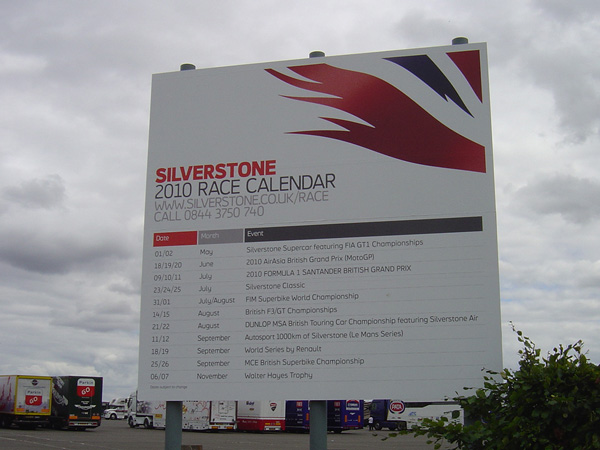 SILVERSTONE
2010 RACE CALENDAR
WWW.SILVERSTONE.CO.UK/RACE
CALL 0844 3750 740
Date Month Event
01/02 May Silverstone Supercar featuring FIA GT1 Championships
18/19/20 June 2010 AirAsia British Grand Prix (MotoGP)
09/10/11 July 2010 FORMULA 1 SANTANDER BRITISH GRAND PRIX
23/24/25 July Silverstone Classic
31/01 July/August FIM Superbike World Championship
14/15 August British F3/GT Championships
21/22 August DUNLOP MSA British Touring Car Championship featuring Silverstone Air
11/12 September Autosport 1000km of Silverstone (Le Mans Series)
18/19 September World Series by Renault
25/26 September MCE British Superbike Championship
06/07 November Walter Hayes Trophy
Dates subject to change